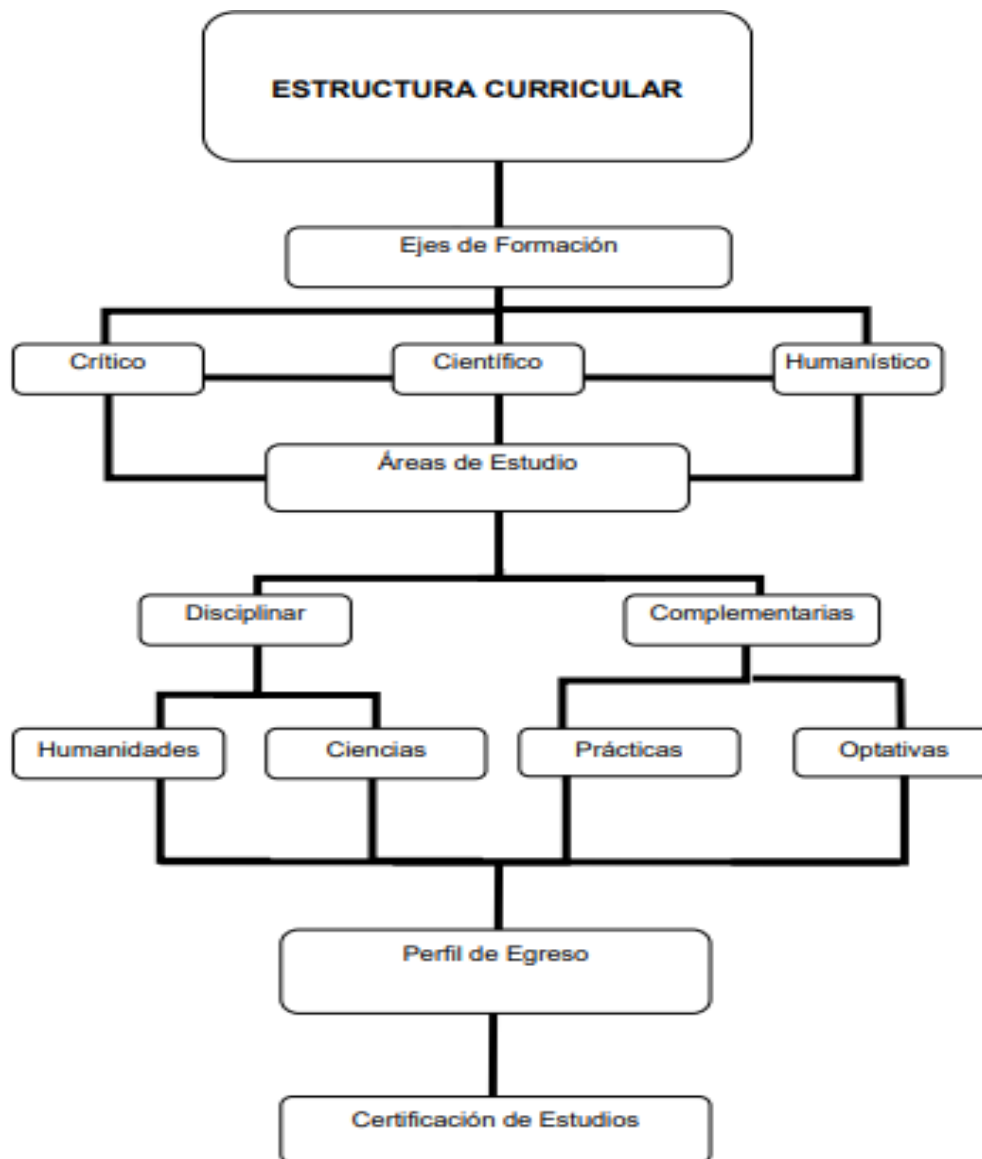 ESTRUCTURA CURRICULAR
Ejes de Formación
Crítico
Científico
Humanístico
Áreas de Estudio
Disciplinar
Complementarias
Humanidades
Ciencias
Prácticas
Optativas
Perfil de Egreso
Certificación de Estudios